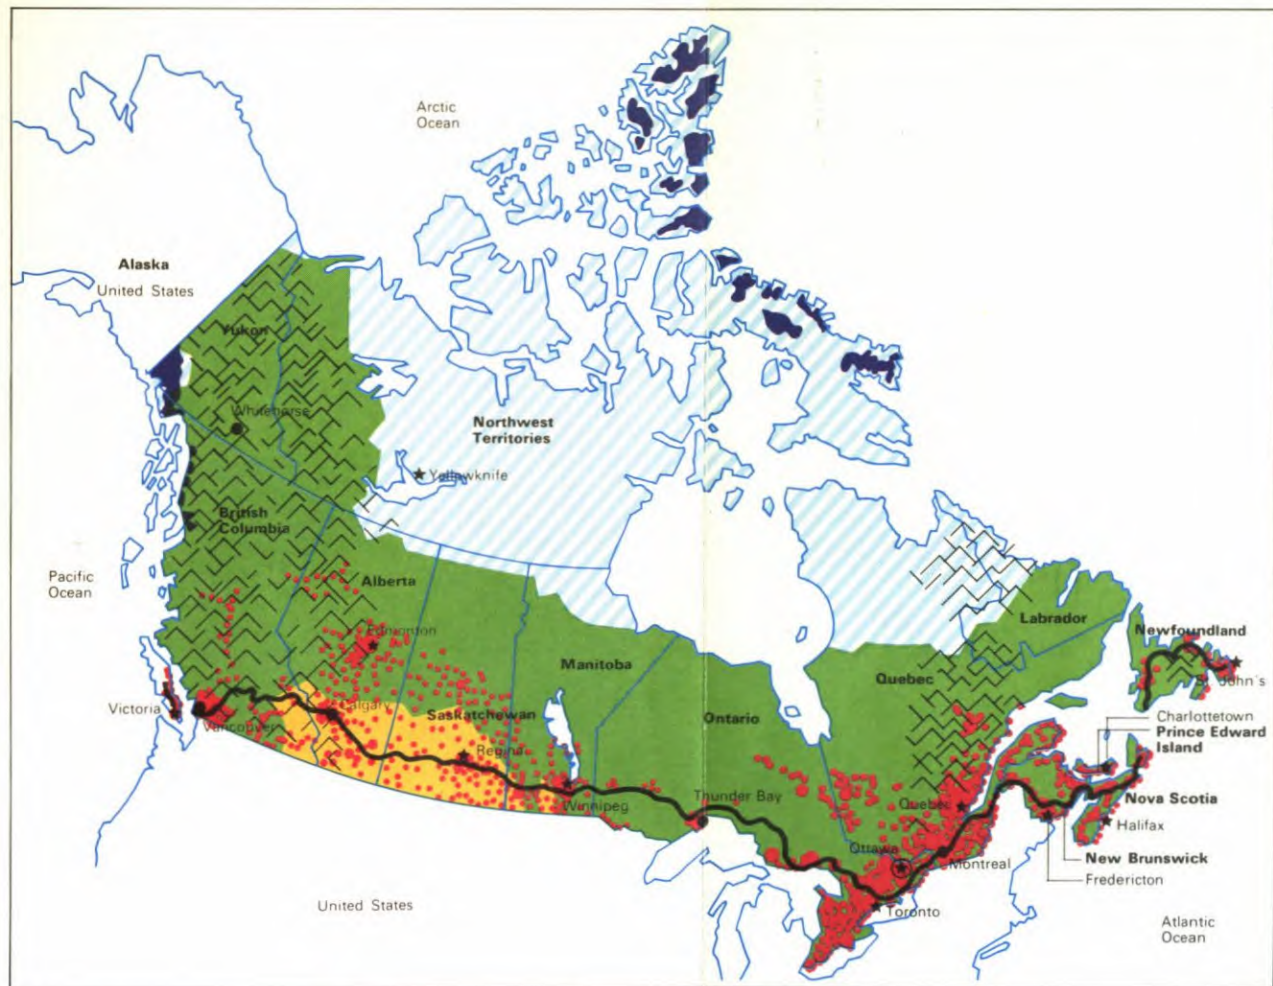 Arctic
Ocean
Alaska
United States
Yukon
Whitehorse
Northwest
Territories
Yellowknife
British
Columbia
Pacific
Ocean
Alberta
Edmonton
Labrador
Newfoundland
St. John's
Manitoba
Quebec
Victoria
Vancouver
Calgary
Saskatchewan
Regina
Ontario
Charlottetown
Prince Edward
Island
Winnipeg
Thunder Bay
Quebec
Nova Scotia
Halifax
Ottawa
Montreal
New Brunswick
Fredericton
United States
Toronto
Atlantic
Ocean